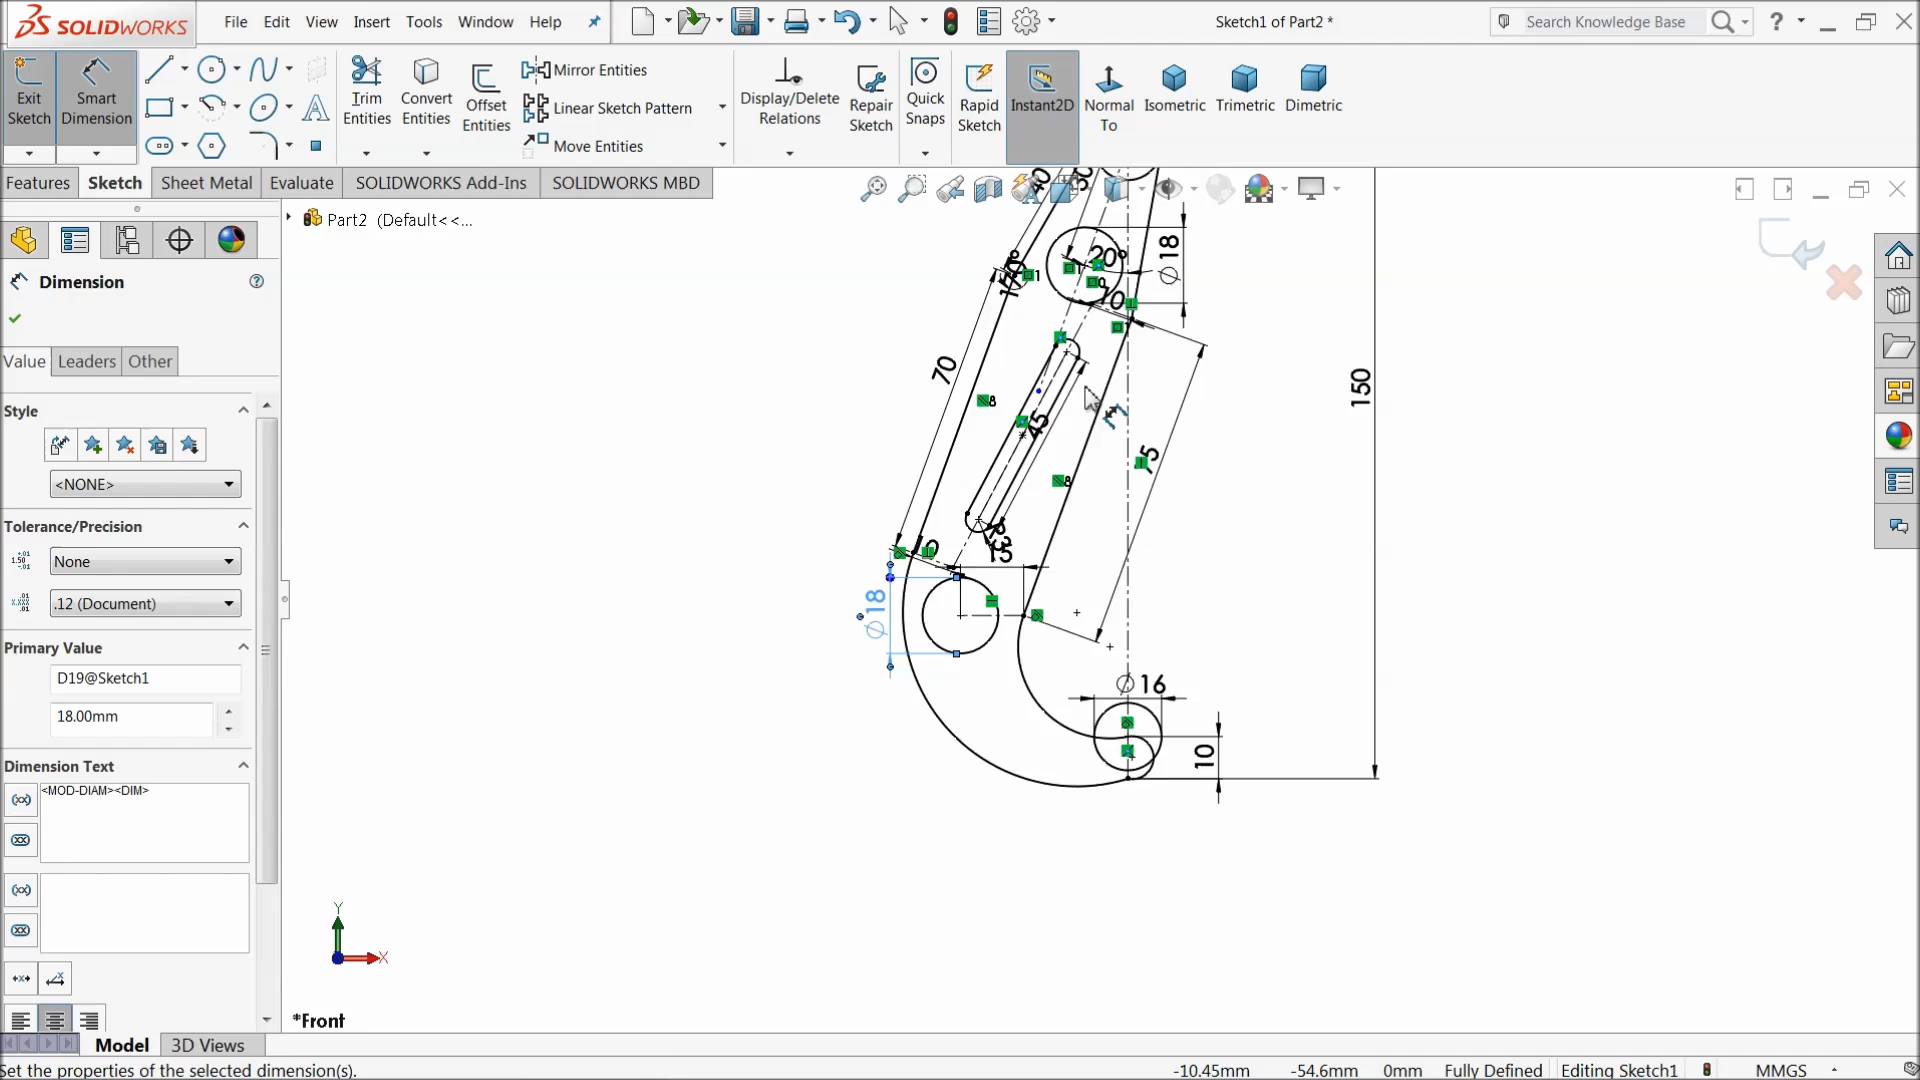 SOLIDWORKS
File Edit View Insert Tools Window Help
Sketch1 of Part2 *
Search Knowledge Base
?
Exit Sketch
Smart Dimension
Trim Entities
Convert Entities
Offset Entities
Mirror Entities
Linear Sketch Pattern
Move Entities
Display/Delete Relations
Repair Sketch
Quick Snaps
Rapid Sketch
Instant2D
Normal To
Isometric
Trimetric
Dimetric
Features Sketch Sheet Metal Evaluate SOLIDWORKS Add-Ins SOLIDWORKS MBD
Part2 (Default<<...
Dimension
Value Leaders Other
Style
<NONE>
Tolerance/Precision
None
.12 (Document)
Primary Value
D19@Sketch1
18.00mm
Dimension Text
<MOD-DIAM><DIM>
40
20°
∅ 18
70
45
75
150
15
∅ 18
∅ 16
10
Y
X
*Front
Model 3D Views
Set the properties of the selected dimension(s).
-10.45mm -54.6mm 0mm Fully Defined Editing Sketch1 MMGS